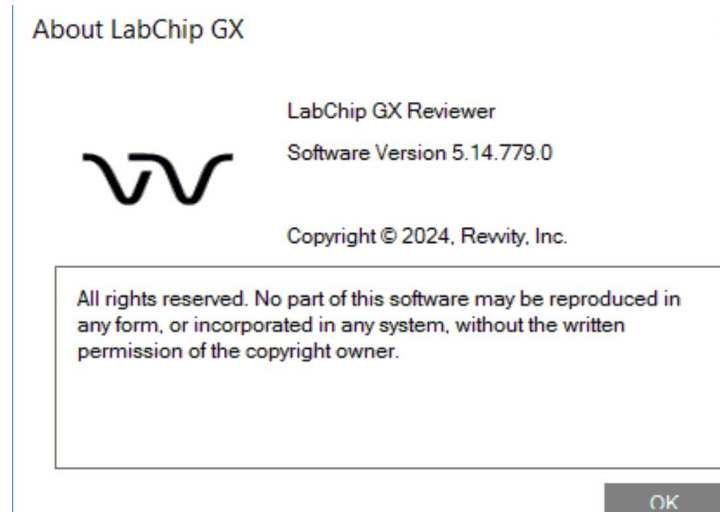 About LabChip GX
LabChip GX Reviewer
Software Version 5.14.779.0
Copyright © 2024, Revvity, Inc.
All rights reserved. No part of this software may be reproduced in
any form, or incorporated in any system, without the written
permission of the copyright owner.
OK